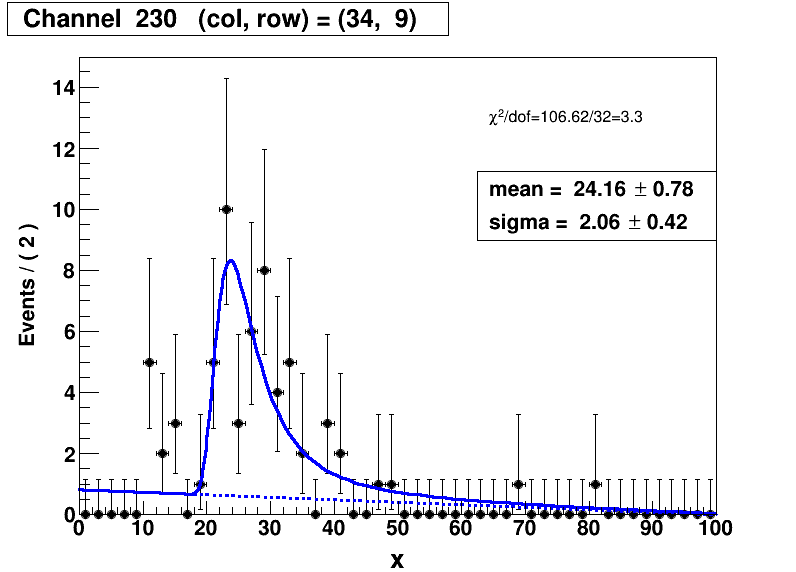 Channel 230 (col, row) = (34, 9)
χ²/dof=106.62/32=3.3
mean = 24.16 ± 0.78
sigma = 2.06 ± 0.42
Events / ( 2 )
14
12
10
8
6
4
2
0
0 10 20 30 40 50 60 70 80 90 100
x